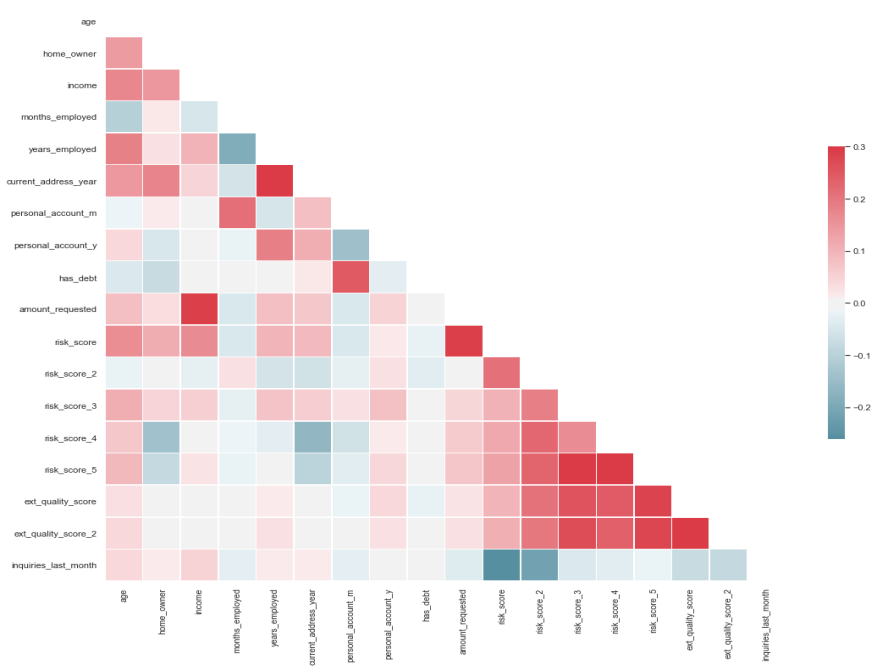 age
home_owner
income
months_employed
years_employed
current_address_year
personal_account_m
personal_account_y
has_debt
amount_requested
risk_score
risk_score_2
risk_score_3
risk_score_4
risk_score_5
ext_quality_score
ext_quality_score_2
inquiries_last_month
0.3
0.2
0.1
0.0
−0.1
−0.2
age
home_owner
income
months_employed
years_employed
current_address_year
personal_account_m
personal_account_y
has_debt
amount_requested
risk_score
risk_score_2
risk_score_3
risk_score_4
risk_score_5
ext_quality_score
ext_quality_score_2
inquiries_last_month